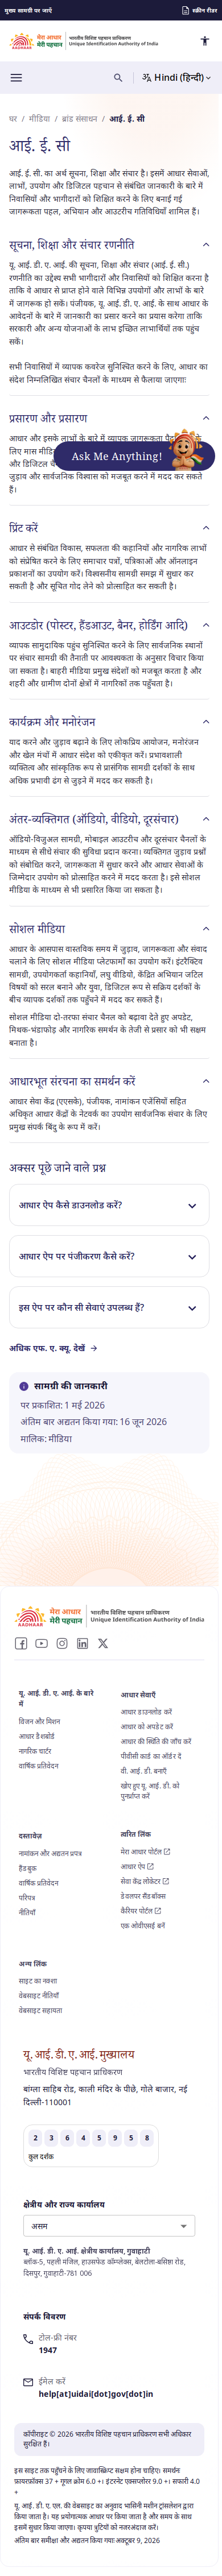 मुख्य सामग्री पर जाएँ
स्क्रीन रीडर
मेरा आधार
मेरी पहचान
AADHAAR
भारतीय विशिष्ट पहचान प्राधिकरण
Unique Identification Authority of India
Hindi (हिन्दी)
घर / मीडिया / ब्रांड संसाधन / आई. ई. सी
आई. ई. सी
आई. ई. सी. का अर्थ सूचना, शिक्षा और संचार है। इसमें आधार सेवाओं,
लाभों, उपयोग और डिजिटल पहचान से संबंधित विषयों के बारे में
निवासियों और भागीदारों को शिक्षित करने के लिए बनाई गई
जागरूकता पहल, अभियान और आउटरीच गतिविधियाँ शामिल हैं।
सूचना, शिक्षा और संचार रणनीति
यू. आई. डी. ए. आई. की सूचना, शिक्षा और संचार (आई. ई. सी.)
रणनीति का उद्देश्य सभी भागीदारों और निवासियों को शिक्षित करना है
ताकि वे आधार से प्राप्त होने वाले विभिन्न उपयोगों और लाभों के बारे
में जागरूक हो सकें। पंजीयक, यू. आई. डी. ए. आई. के साथ आधार के
आवेदनों के बारे में जानकारी का प्रसार करने का प्रयास करेगा ताकि
सरकारी और अन्य योजनाओं के लाभ इच्छित लाभार्थियों तक पहुंच
सकें।
सभी निवासियों में व्यापक कवरेज सुनिश्चित करने के लिए, आधार का
संदेश निम्नलिखित संचार चैनलों के माध्यम से फैलाया जाएगाः
प्रसारण और प्रसारण
आधार और इसके लाभों के बारे में व्यापक जागरूकता
लिए मास
और डिजिटल
जुड़ाव और सार्वजनिक विश्वास को मजबूत करने में मदद कर सकते
हैं।
Ask Me Anything!
प्रिंट करें
आधार से संबंधित विकास, सफलता की कहानियों और नागरिक लाभों
को संप्रेषित करने के लिए समाचार पत्रों, पत्रिकाओं और ऑनलाइन
प्रकाशनों का उपयोग करें। विश्वसनीय सामग्री समझ में सुधार कर
सकती है और सूचित गोद लेने को प्रोत्साहित कर सकती है।
आउटडोर (पोस्टर, हैंडआउट, बैनर, होर्डिंग आदि)
व्यापक सामुदायिक पहुंच सुनिश्चित करने के लिए सार्वजनिक स्थानों
पर संचार सामग्री की तैनाती पर आवश्यकता के अनुसार विचार किया
जा सकता है। बाहरी मीडिया प्रमुख संदेशों को मजबूत करता है और
शहरी और ग्रामीण दोनों क्षेत्रों में नागरिकों तक पहुँचता है।
कार्यक्रम और मनोरंजन
याद करने और जुड़ाव बढ़ाने के लिए लोकप्रिय आयोजन, मनोरंजन
और खेल मंचों में आधार संदेश को एकीकृत करें। प्रभावशाली
व्यक्तित्व और सांस्कृतिक रूप से प्रासंगिक सामग्री दर्शकों के साथ
अधिक प्रभावी ढंग से जुड़ने में मदद कर सकती है।
अंतर-व्यक्तिगत (ऑडियो, वीडियो, दूरसंचार)
ऑडियो-विजुअल सामग्री, मोबाइल आउटरीच और दूरसंचार चैनलों के
माध्यम से सीधे संचार की सुविधा प्रदान करना। व्यक्तिगत जुड़ाव प्रश्नों
को संबोधित करने, जागरूकता में सुधार करने और आधार सेवाओं के
जिम्मेदार उपयोग को प्रोत्साहित करने में मदद करता है। इसे सोशल
मीडिया के माध्यम से भी प्रसारित किया जा सकता है।
सोशल मीडिया
आधार के आसपास वास्तविक समय में जुड़ाव, जागरूकता और संवाद
चलाने के लिए सोशल मीडिया प्लेटफार्मों का उपयोग करें। इंटरैक्टिव
सामग्री, उपयोगकर्ता कहानियाँ, लघु वीडियो, केंद्रित अभियान जटिल
विषयों को सरल बनाने और युवा, डिजिटल रूप से सक्रिय दर्शकों के
बीच व्यापक दर्शकों तक पहुँचने में मदद कर सकते हैं।
सोशल मीडिया दो-तरफा संचार चैनल को बढ़ावा देते हुए अपडेट,
मिथक-भंडाफोड़ और नागरिक समर्थन के तेजी से प्रसार को भी सक्षम
बनाता है।
आधारभूत संरचना का समर्थन करें
आधार सेवा केंद्र (एएसके), पंजीयक, नामांकन एजेंसियों सहित
अधिकृत आधार केंद्रों के नेटवर्क का उपयोग सार्वजनिक संचार के लिए
प्रमुख संपर्क बिंदु के रूप में करें।
अक्सर पूछे जाने वाले प्रश्न
आधार ऐप कैसे डाउनलोड करें?
आधार ऐप पर पंजीकरण कैसे करें?
इस ऐप पर कौन सी सेवाएं उपलब्ध हैं?
अधिक एफ. ए. क्यू. देखें
सामग्री की जानकारी
पर प्रकाशित: 1 मई 2026
अंतिम बार अद्यतन किया गया: 16 जून 2026
मालिक: मीडिया
AADHAAR
मेरा आधार
मेरी पहचान
भारतीय विशिष्ट पहचान प्राधिकरण
Unique Identification Authority of India
यू. आई. डी. ए. आई. के बारे
में
विजन और मिशन
आधार डैशबोर्ड
नागरिक चार्टर
वार्षिक प्रतिवेदन
आधार सेवाएँ
आधार डाउनलोड करें
आधार को अपडेट करें
आधार की स्थिति की जाँच करें
पीवीसी कार्ड का ऑर्डर दें
वी. आई. डी. बनाएँ
खोए हुए यू. आई. डी. को
पुनर्प्राप्त करें
दस्तावेज़
नामांकन और अद्यतन प्रपत्र
हैंडबुक
वार्षिक प्रतिवेदन
परिपत्र
नीतियाँ
त्वरित लिंक
मेरा आधार पोर्टल
आधार ऐप
सेवा केंद्र लोकेटर
डेवलपर सैंडबॉक्स
कैरियर पोर्टल
एक ओवीएसई बनें
अन्य लिंक
साइट का नक्शा
वेबसाइट नीतियाँ
वेबसाइट सहायता
यू. आई. डी. ए. आई. मुख्यालय
भारतीय विशिष्ट पहचान प्राधिकरण
बांग्ला साहिब रोड, काली मंदिर के पीछे, गोले बाजार, नई
दिल्ली-110001
2 3 6 4 5 9 5 8
कुल दर्शक
क्षेत्रीय और राज्य कार्यालय
असम
यू. आई. डी. ए. आई. क्षेत्रीय कार्यालय, गुवाहाटी
ब्लॉक-5, पहली मंजिल, हाउसफेड कॉम्प्लेक्स, बेलटोला-बसिष्ठा रोड,
दिसपुर, गुवाहाटी-781 006
संपर्क विवरण
टोल-फ्री नंबर
1947
ईमेल करें
help[at]uidai[dot]gov[dot]in
कॉपीराइट © 2026 भारतीय विशिष्ट पहचान प्राधिकरण सभी अधिकार
सुरक्षित हैं।
इस साइट तक पहुँचने के लिए जावास्क्रिप्ट सक्षम होना चाहिए। समर्थन
फ़ायरफ़ॉक्स 37 + गूगल क्रोम 6.0 +। इंटरनेट एक्सप्लोरर 9.0 +। सफारी 4.0
+
यू. आई. डी. ए. एल. की वेबसाइट का अनुवाद भाषिनी मशीन ट्रांसलेशन द्वारा
किया जाता है। यह प्रयोगात्मक आधार पर किया जाता है और समय के साथ
इसमें सुधार किया जाएगा। कृपया त्रुटियों को नज़रअंदाज करें।
अंतिम बार समीक्षा और अद्यतन किया गयाः अक्टूबर 9, 2026